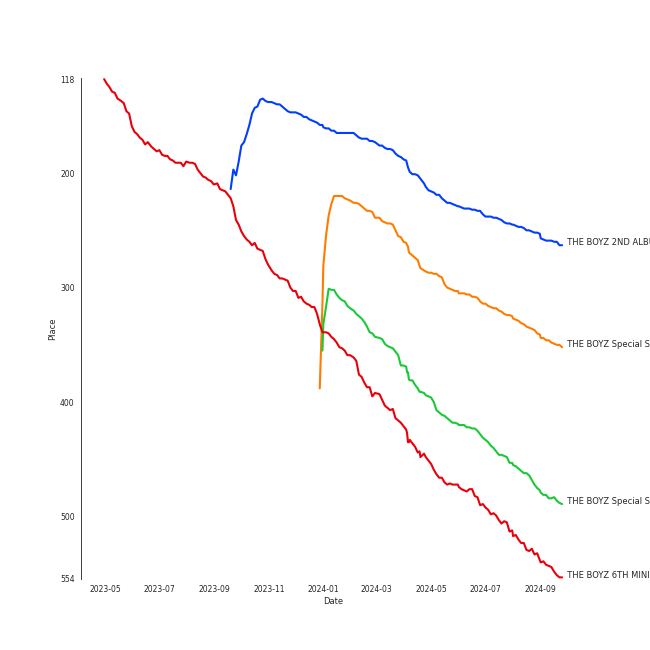 118
200
300
400
500
554
Place
2023-05 2023-07 2023-09 2023-11 2024-01 2024-03 2024-05 2024-07 2024-09
Date
THE BOYZ 2ND ALB
THE BOYZ Special S
THE BOYZ Special S
THE BOYZ 6TH MINI